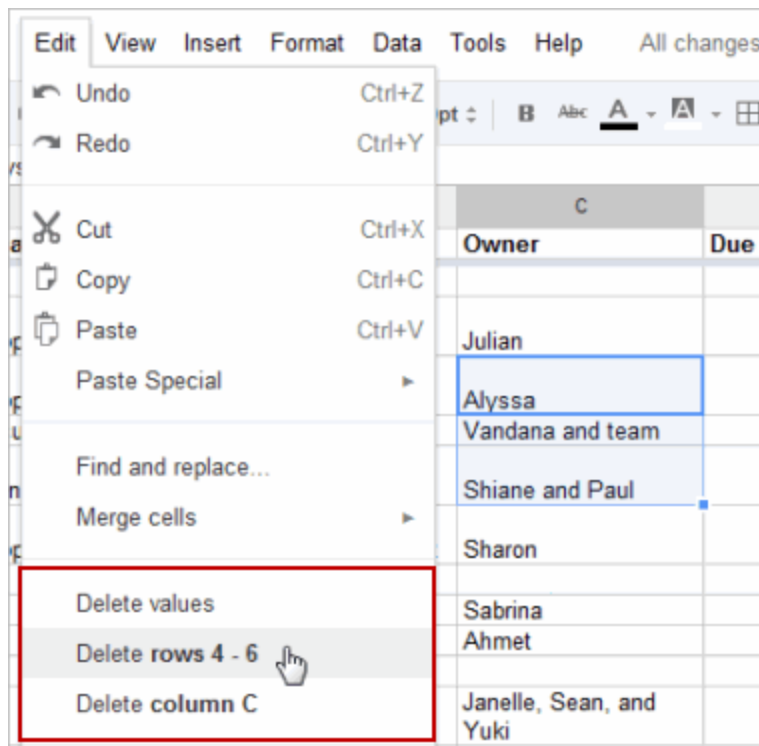 Edit View Insert Format Data Tools Help All changes
Undo Ctrl+Z
pt B Abc A A
Redo Ctrl+Y
C
Cut Ctrl+X
Owner Due
Copy Ctrl+C
Paste Ctrl+V
Julian
Paste Special
Alyssa
Vandana and team
Find and replace...
Shiane and Paul
Merge cells
Sharon
Delete values
Sabrina
Delete rows 4 - 6
Ahmet
Delete column C
Janelle, Sean, and
Yuki